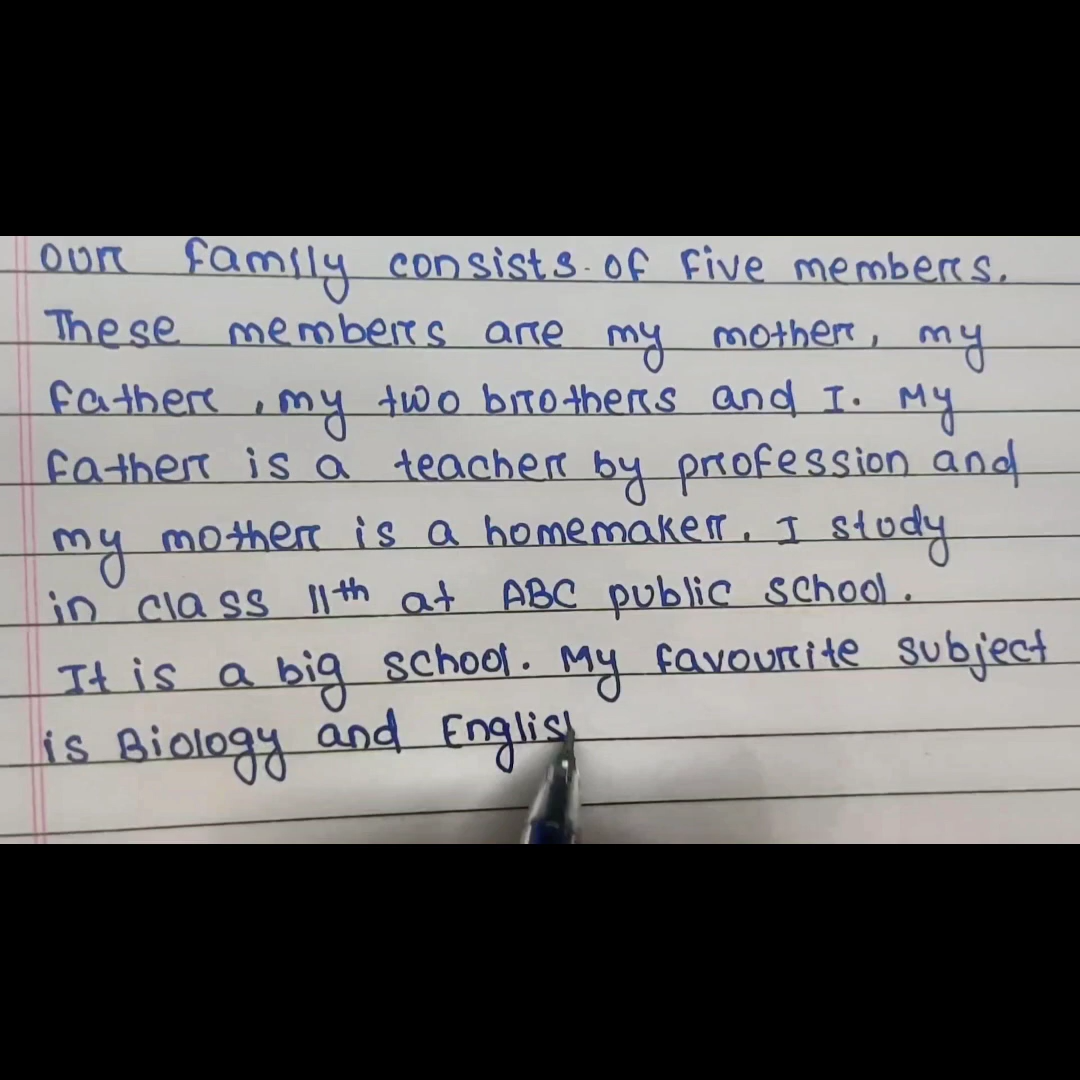 our family consists of five members.
These members are my mother, my
father, my two brothers and I. My
father is a teacher by profession and
my mother is a homemaker. I study
in class 11th at ABC public school.
It is a big school. My favourite subject
is Biology and Englis